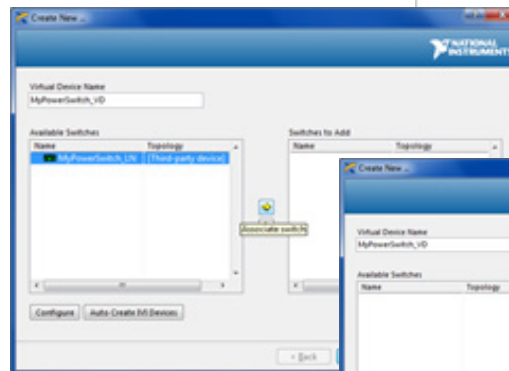 Create New ...
NATIONAL INSTRUMENTS
Virtual Device Name
MyPowerSwitch_VD
Available Switches
Name Topology
MyPowerSwitch_LN [Third-party device]
Associate switch
Configure
Auto-Create IVI Devices
Switches to Add
Name Topology
< Back
Create New ...
Virtual Device Name
MyPowerSwitch_VD
Available Switches
Name Topology